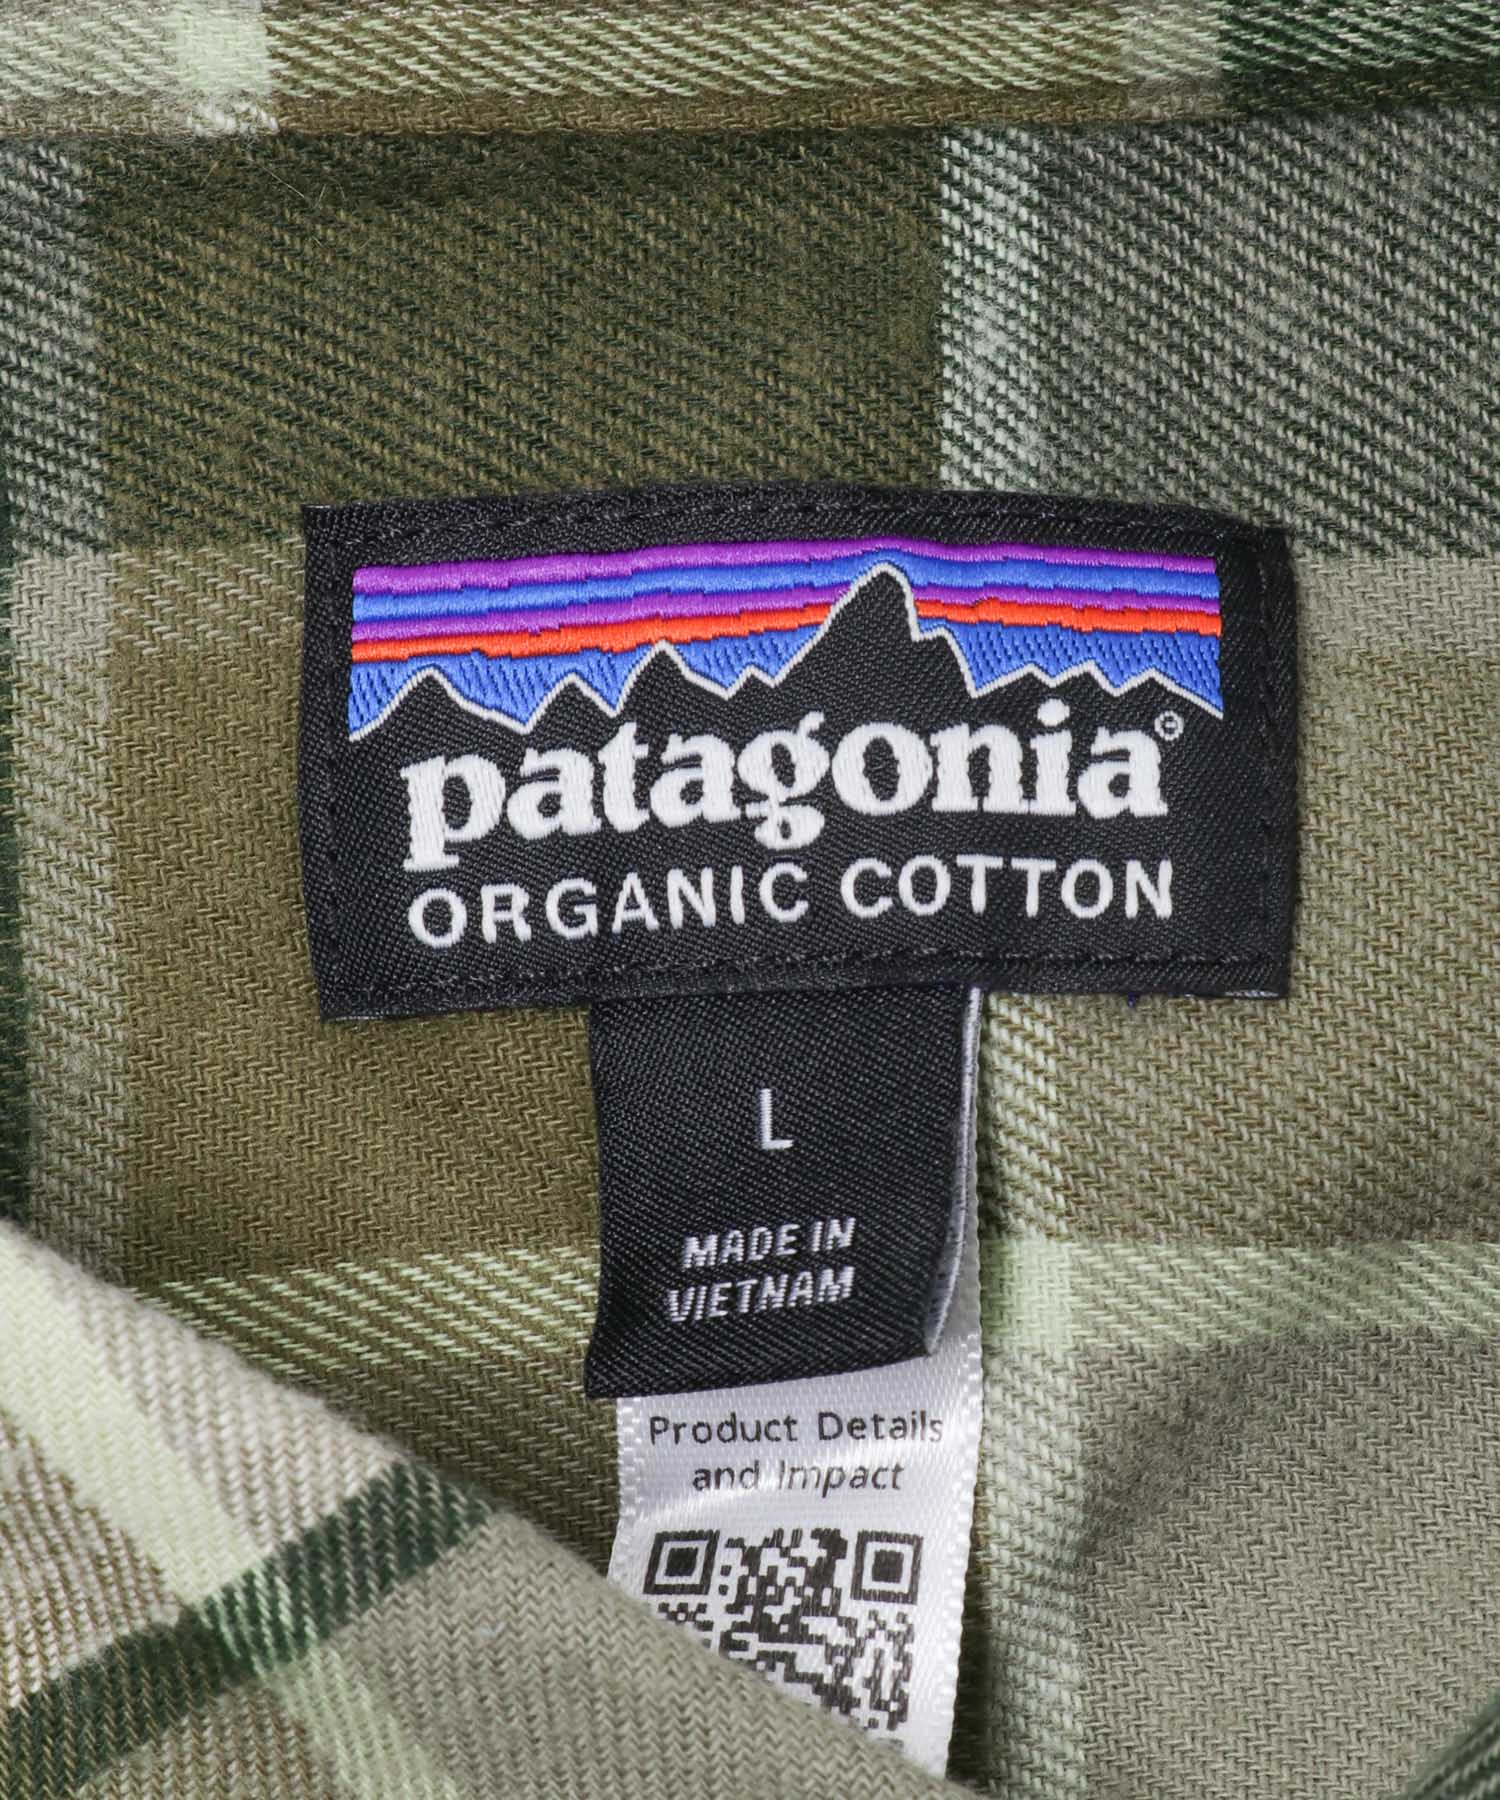 patagonia®
ORGANIC COTTON
L
MADE IN
VIETNAM
Product Details
and Impact